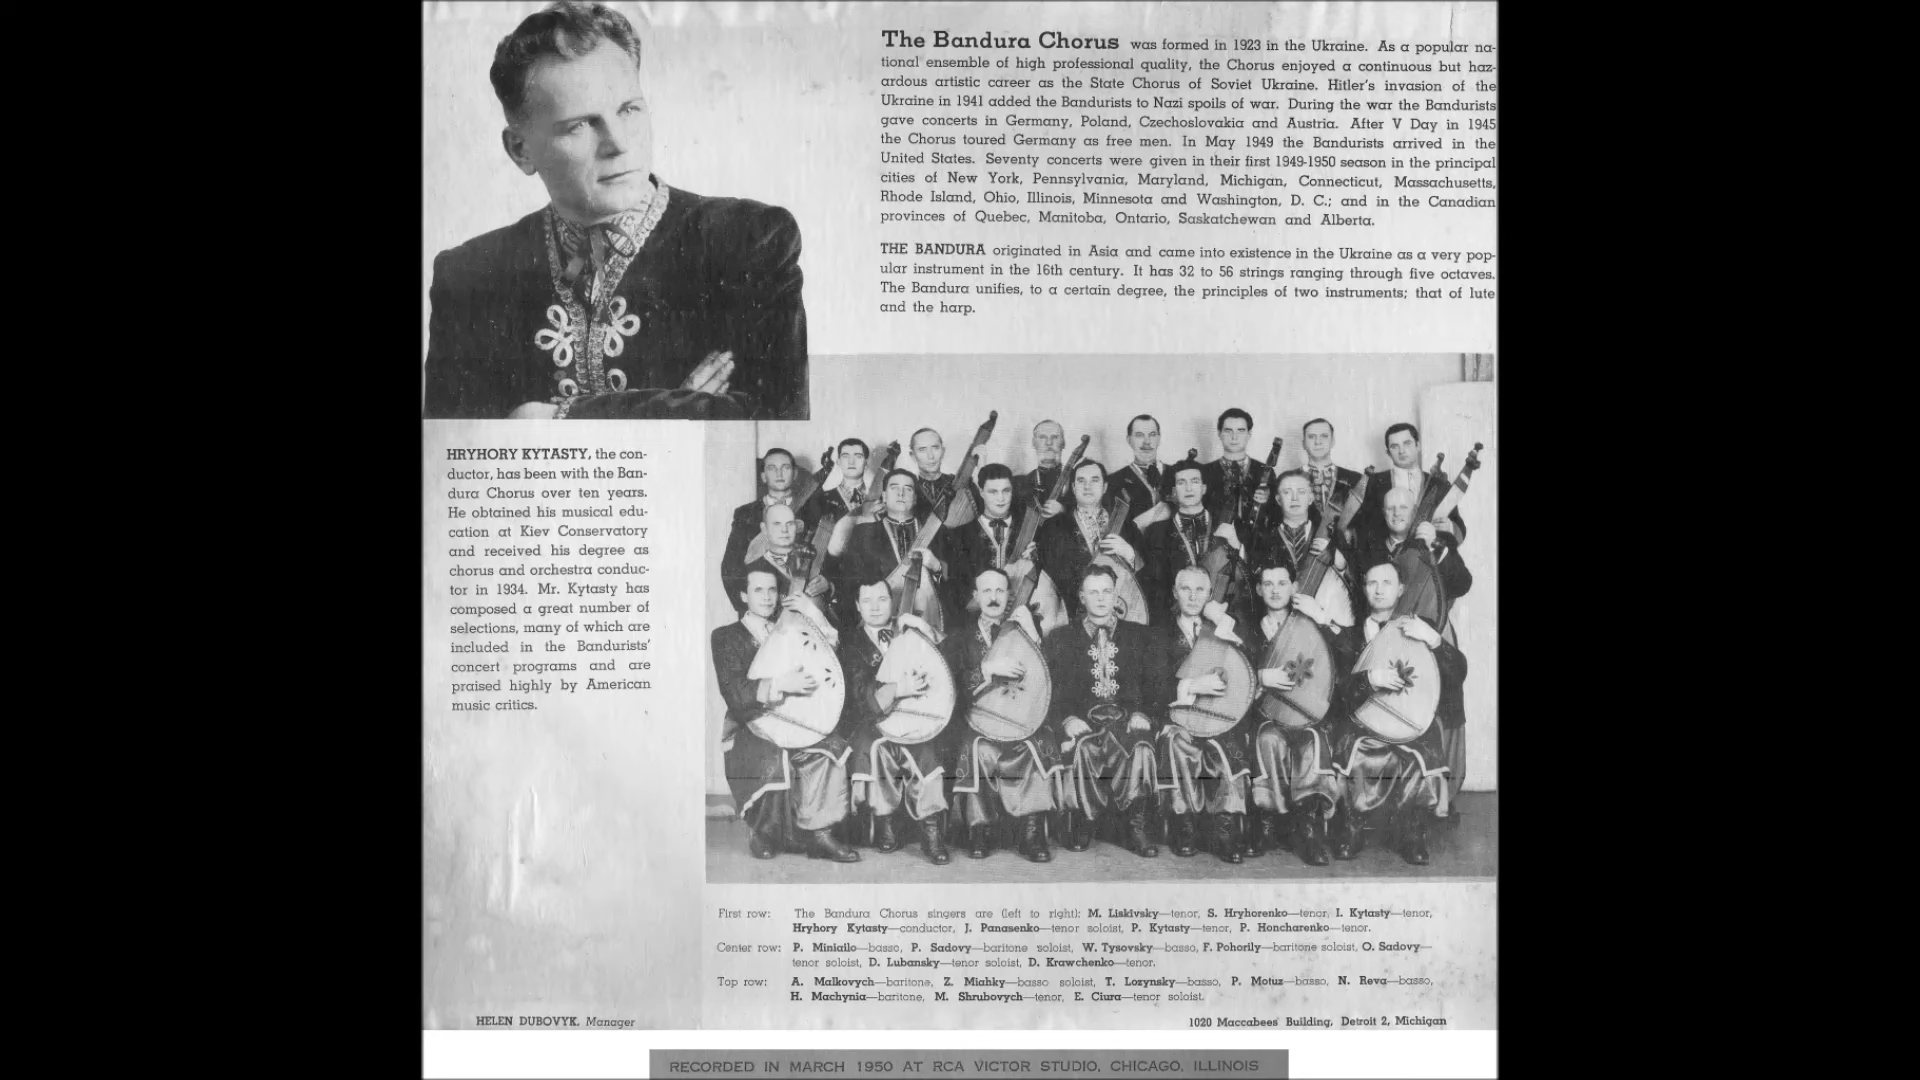 The Bandura Chorus was formed in 1923 in the Ukraine. As a popular na-
tional ensemble of high professional quality, the Chorus enjoyed a continuous but haz-
ardous artistic career as the State Chorus of Soviet Ukraine. Hitler's invasion of the
Ukraine in 1941 added the Bandurists to Nazi spoils of war. During the war the Bandurists
gave concerts in Germany, Poland, Czechoslovakia and Austria. After V Day in 1945
the Chorus toured Germany as free men. In May 1949 the Bandurists arrived in the
United States. Seventy concerts were given in their first 1949-1950 season in the principal
cities of New York, Pennsylvania, Maryland, Michigan, Connecticut, Massachusetts,
Rhode Island, Ohio, Illinois, Minnesota and Washington, D. C.; and in the Canadian
provinces of Quebec, Manitoba, Ontario, Saskatchewan and Alberta.
THE BANDURA originated in Asia and came into existence in the Ukraine as a very pop-
ular instrument in the 16th century. It has 32 to 56 strings ranging through five octaves.
The Bandura unifies, to a certain degree, the principles of two instruments; that of lute
and the harp.
HRYHORY KYTASTY, the con-
ductor, has been with the Ban-
dura Chorus over ten years.
He obtained his musical edu-
cation at Kiev Conservatory
and received his degree as
chorus and orchestra conduc-
tor in 1934. Mr. Kytasty has
composed a great number of
selections, many of which are
included in the Bandurists'
concert programs and are
praised highly by American
music critics.
First row: The Bandura Chorus singers are (left to right): M. Liskivsky—tenor, S. Hryhorenko—tenor, I. Kytasty—tenor,
Hryhory Kytasty—conductor, J. Panasenko—tenor soloist, P. Kytasty—tenor, P. Honcharenko—tenor.
Center row: P. Miniailo—basso, P. Sadovy—baritone soloist, W. Tysovsky—basso, F. Pohorily—baritone soloist, O. Sadovy—
tenor soloist, D. Lubansky—tenor soloist, D. Krawchenko—tenor.
Top row: A. Malkovych—baritone, Z. Miahky—basso soloist, T. Lozynsky—basso, P. Motuz—basso, N. Reva—basso,
H. Machynia—baritone, M. Shrubovych—tenor, E. Ciura—tenor soloist.
HELEN DUBOVYK, Manager
1020 Maccabees Building, Detroit 2, Michigan
RECORDED IN MARCH 1950 AT RCA VICTOR STUDIO, CHICAGO, ILLINOIS